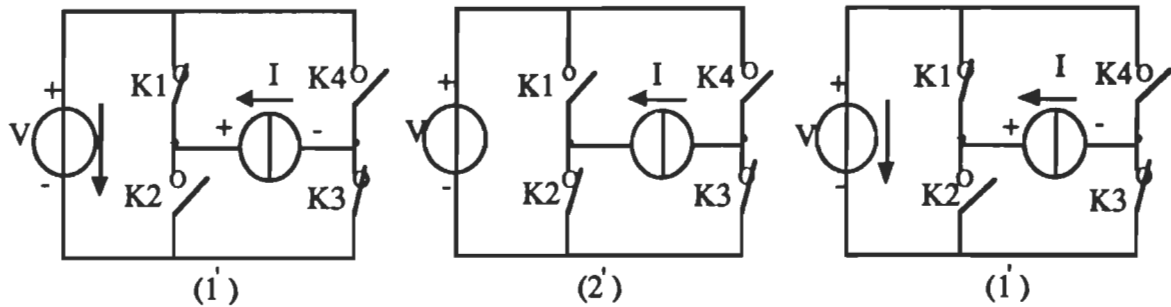 K1 I K4
+ V -
+ -
K2 K3
(1')
K1 I K4
+ V -
K2 K3
(2')
K1 I K4
+ V -
+ -
K2 K3
(1')